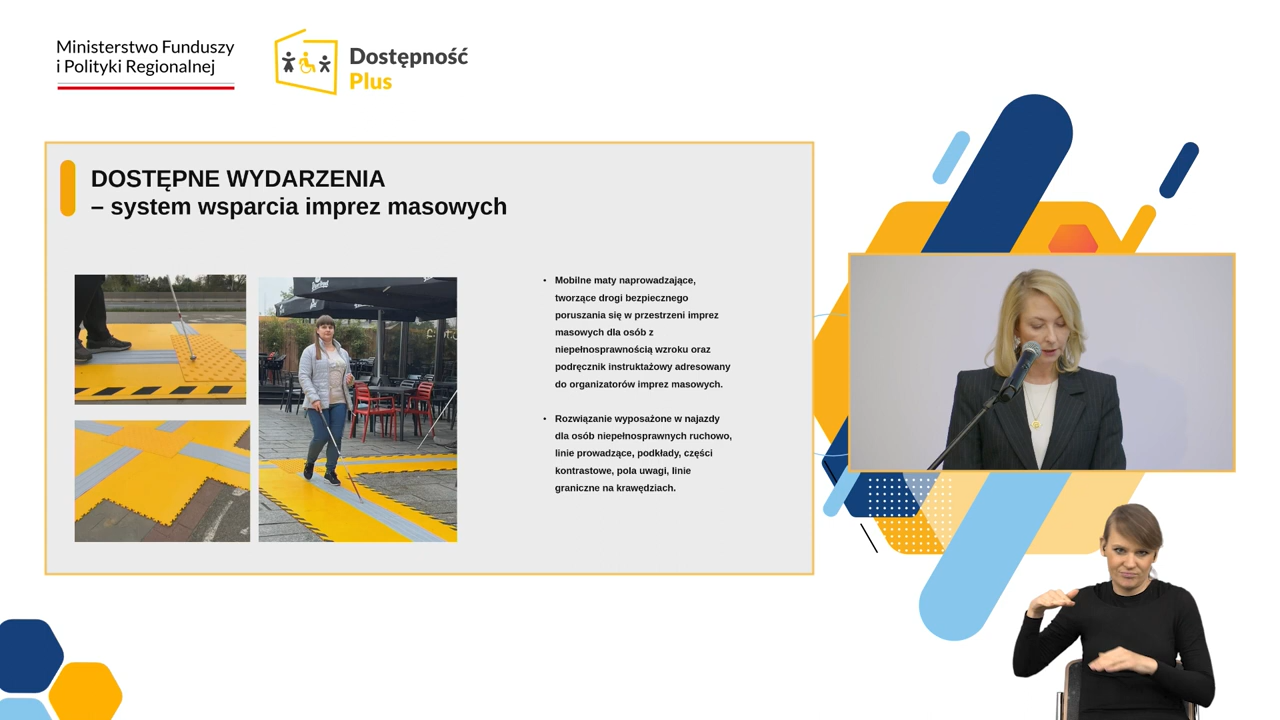 Ministerstwo Funduszy
i Polityki Regionalnej
Dostępność
Plus
DOSTĘPNE WYDARZENIA
– system wsparcia imprez masowych
• Mobilne maty naprowadzające,
tworzące drogi bezpiecznego
poruszania się w przestrzeni imprez
masowych dla osób z
niepełnosprawnością wzroku oraz
podręcznik instruktażowy adresowany
do organizatorów imprez masowych.
• Rozwiązanie wyposażone w najazdy
dla osób niepełnosprawnych ruchowo,
linie prowadzące, podkłady, części
kontrastowe, pola uwagi, linie
graniczne na krawędziach.